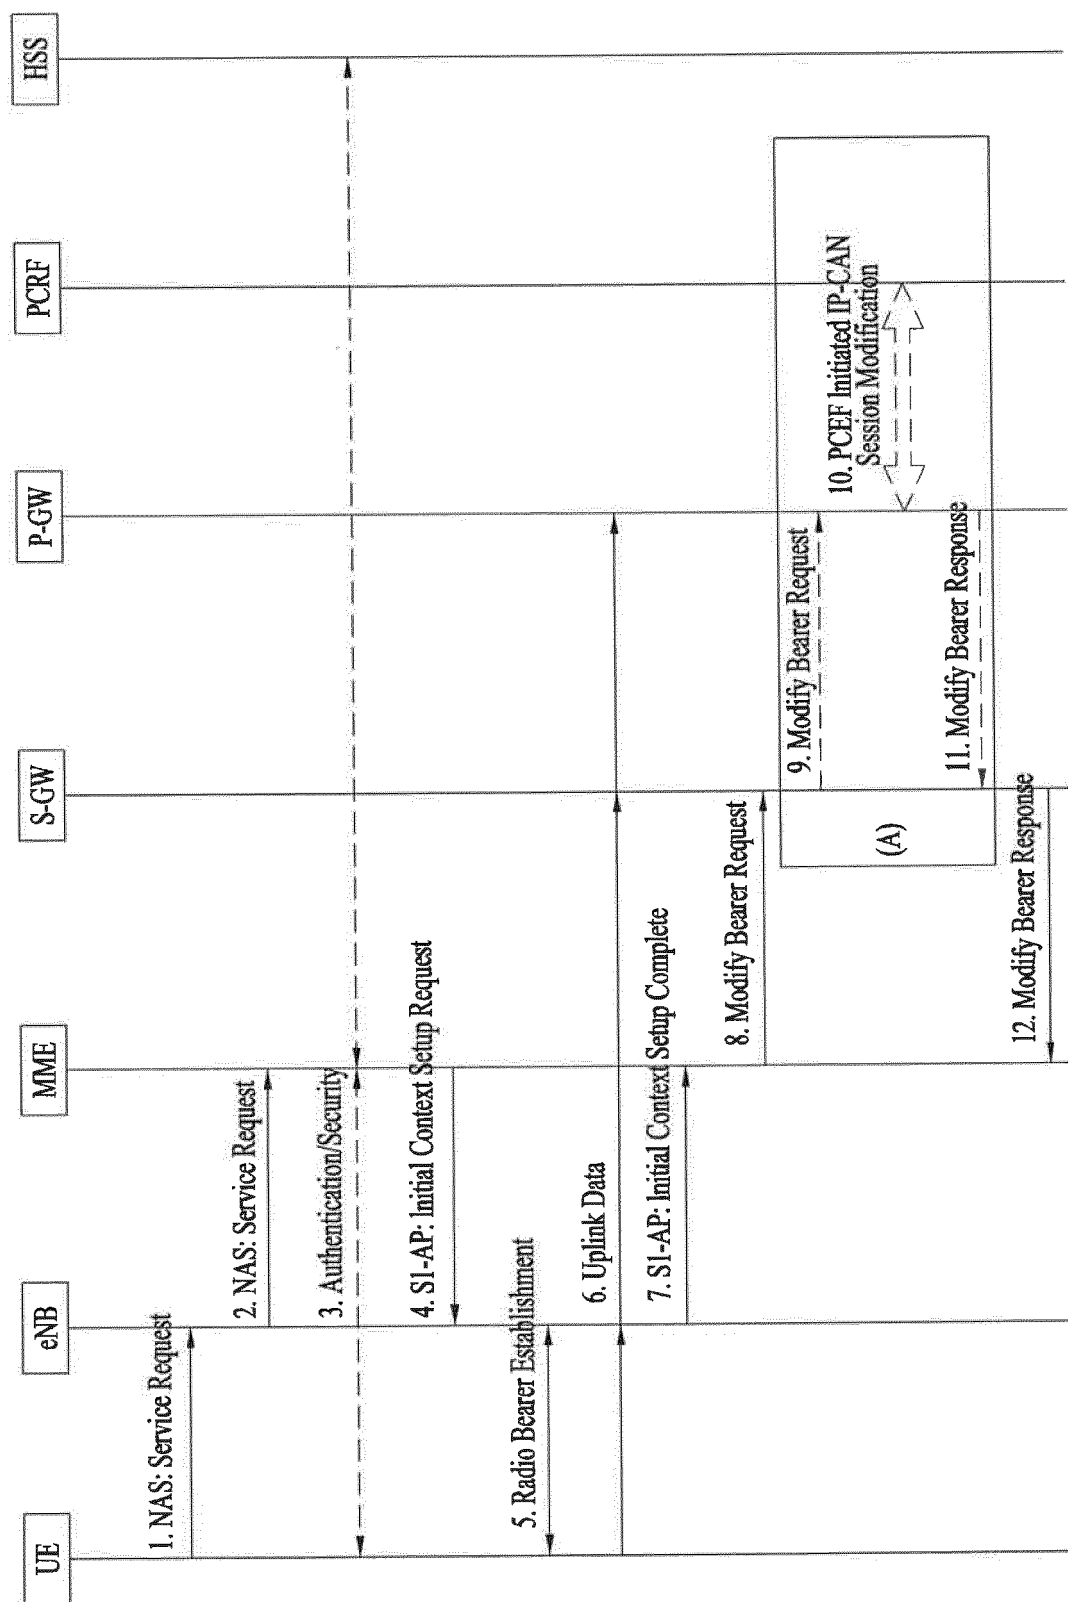 UE
eNB
MME
S-GW
P-GW
PCRF
HSS
1. NAS: Service Request
2. NAS: Service Request
3. Authentication/Security
4. S1-AP: Initial Context Setup Request
5. Radio Bearer Establishment
6. Uplink Data
7. S1-AP: Initial Context Setup Complete
8. Modify Bearer Request
9. Modify Bearer Request
10. PCEF Initiated IP-CAN
Session Modification
(A)
11. Modify Bearer Response
12. Modify Bearer Response